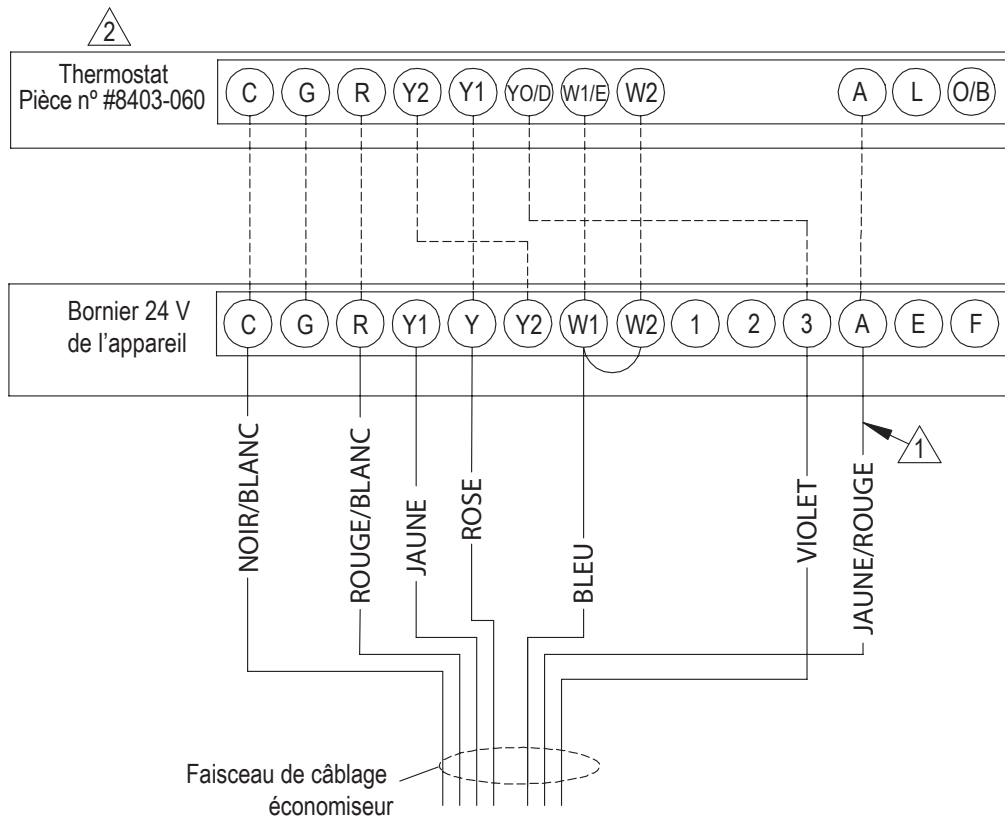 2
Thermostat
Pièce nº #8403-060
C G R Y2 Y1 YO/D W1/E W2 A L O/B
Bornier 24 V
de l'appareil
C G R Y1 Y Y2 W1 W2 1 2 3 A E F
1
NOIR/BLANC
ROUGE/BLANC
JAUNE
ROSE
BLEU
VIOLET
JAUNE/ROUGE
Faisceau de câblage
économiseur